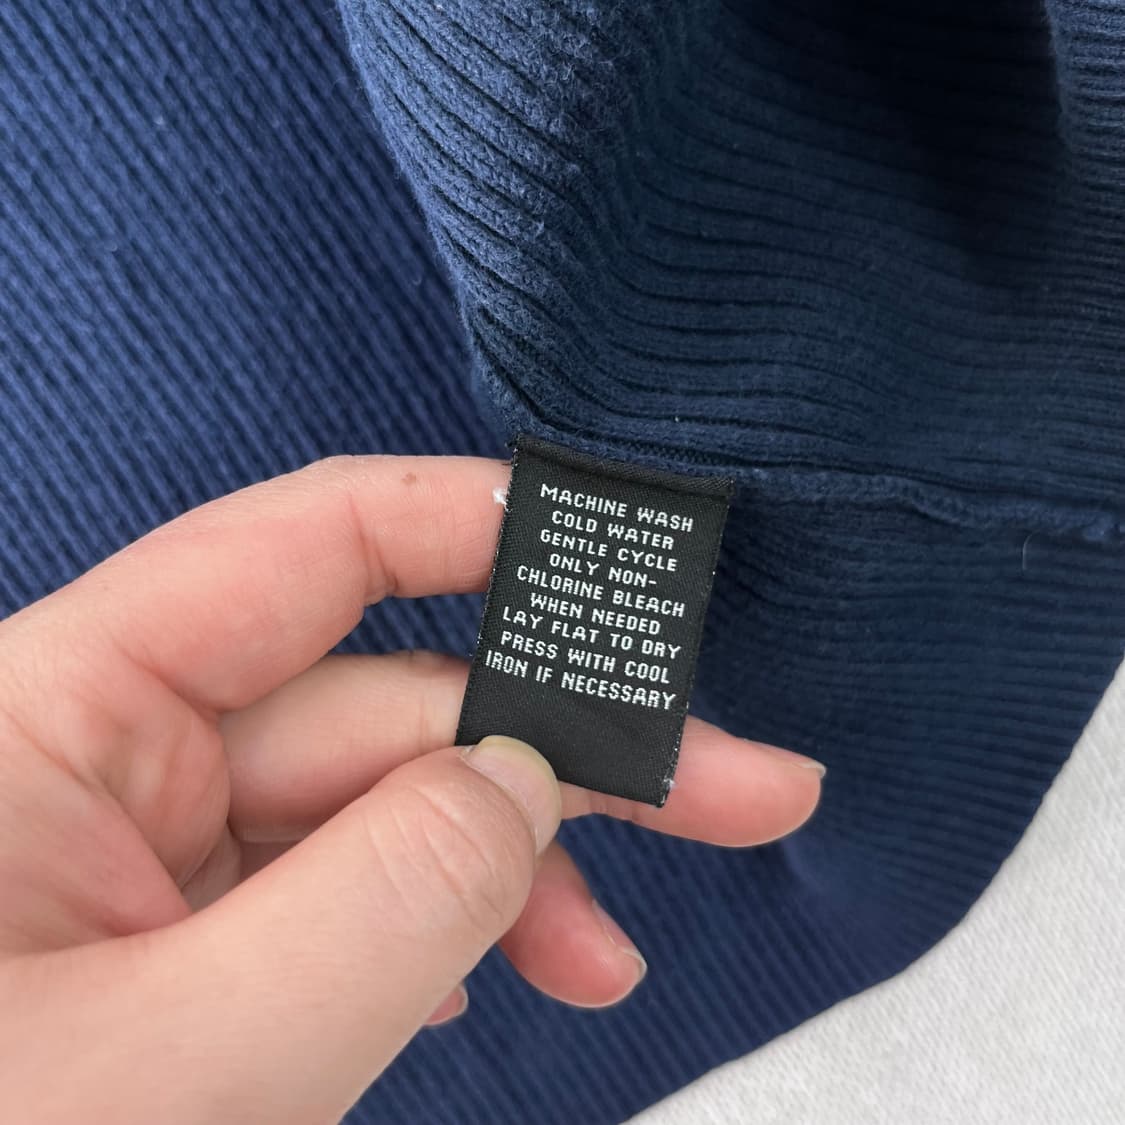 MACHINE WASH
COLD WATER
GENTLE CYCLE
ONLY NON-
CHLORINE BLEACH
WHEN NEEDED
LAY FLAT TO DRY
PRESS WITH COOL
IRON IF NECESSARY